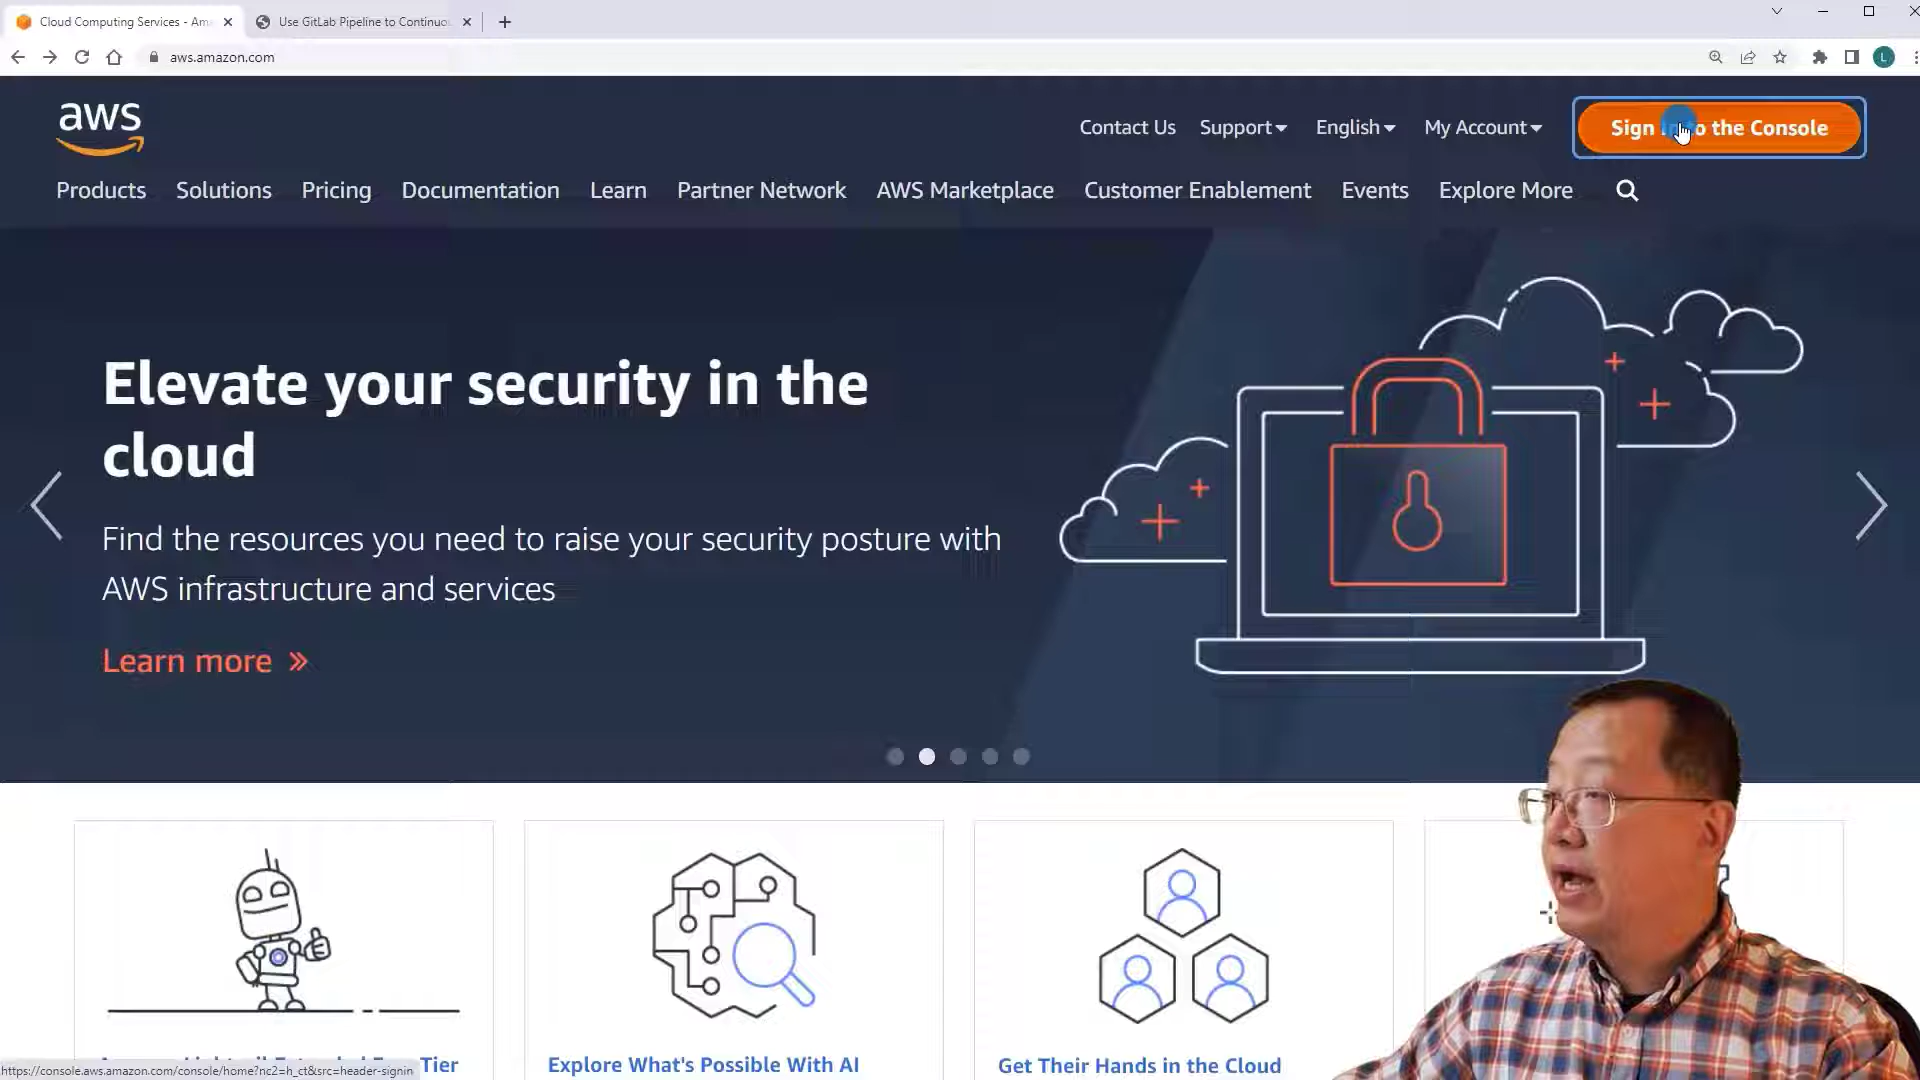 Cloud Computing Services - Am
Use GitLab Pipeline to Continuo
aws.amazon.com
L
aws
Contact Us
Support
English
My Account
Sign to the Console
Products
Solutions
Pricing
Documentation
Learn
Partner Network
AWS Marketplace
Customer Enablement
Events
Explore More
Elevate your security in the
cloud
Find the resources you need to raise your security posture with
AWS infrastructure and services
Learn more »
Tier
Explore What's Possible With AI
Get Their Hands in the Cloud
https://console.aws.amazon.com/console/home?nc2=h_ct&src=header-signin